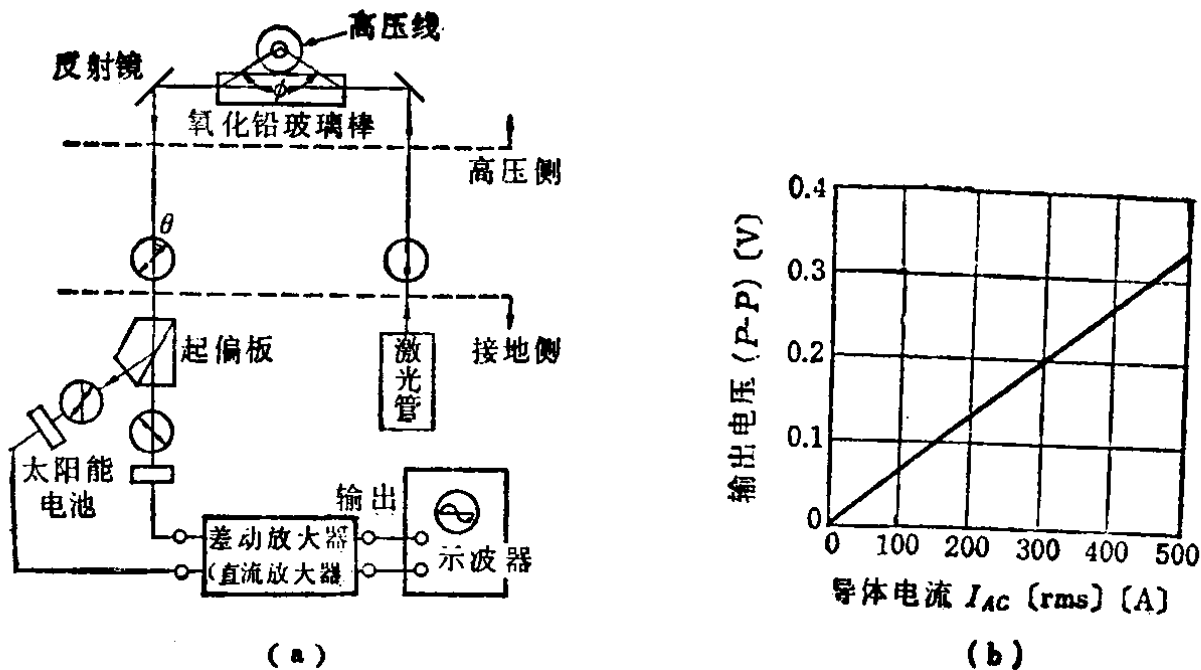 高压线
反射镜
φ
氧化铅玻璃棒
高压侧
θ
起偏板
激光管
接地侧
太阳能
电池
输出
差动放大器
(直流放大器
示波器
(a)
输出电压 (P-P) (V)
0.4
0.3
0.2
0.1
0
0 100 200 300 400 500
导体电流 I_AC [rms] [A]
(b)